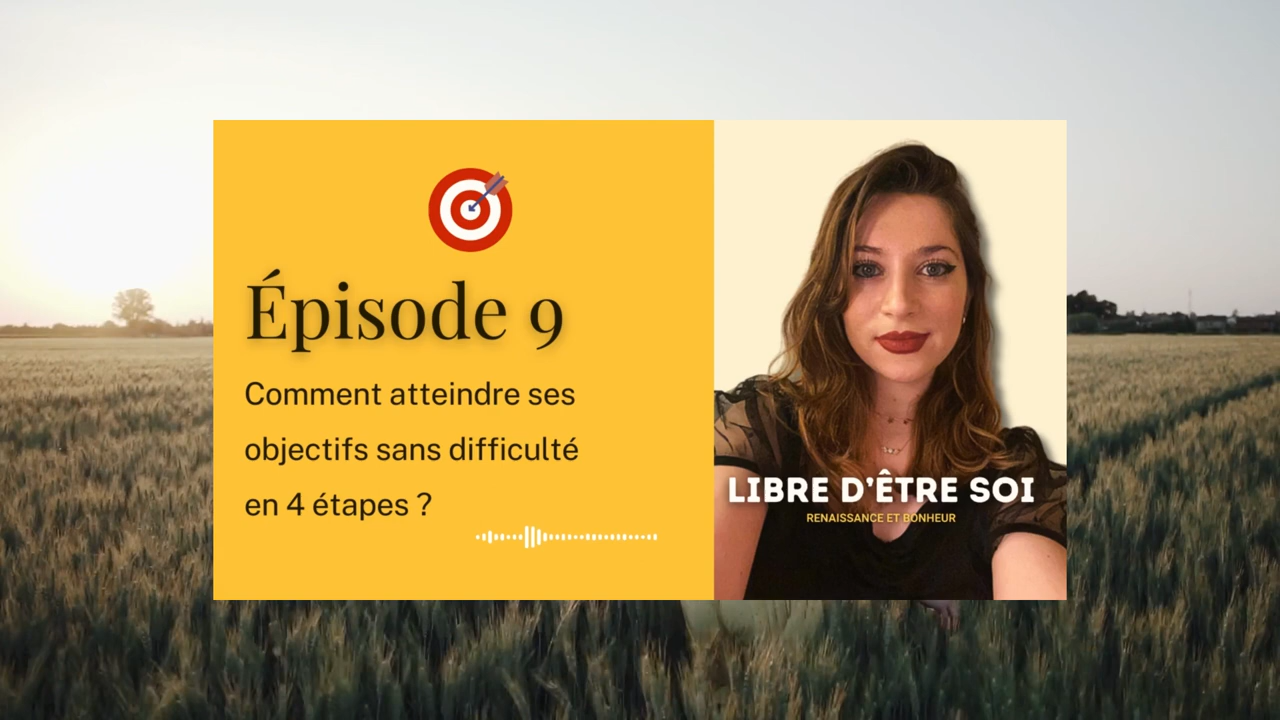 Épisode 9
Comment atteindre ses
objectifs sans difficulté
en 4 étapes ?
LIBRE D'ÊTRE SOI
RENAISSANCE ET BONHEUR